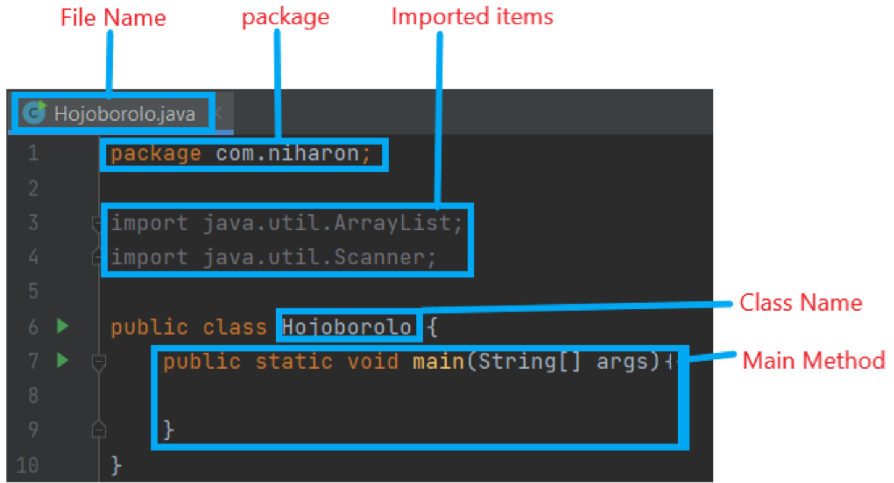 File Name package Imported items
Hojoborolo.java
1 package com.niharon;
2
3 import java.util.ArrayList;
4 import java.util.Scanner;
5
6 public class Hojoborolo {
Class Name
7 public static void main(String[] args){
Main Method
8
9 }
10 }